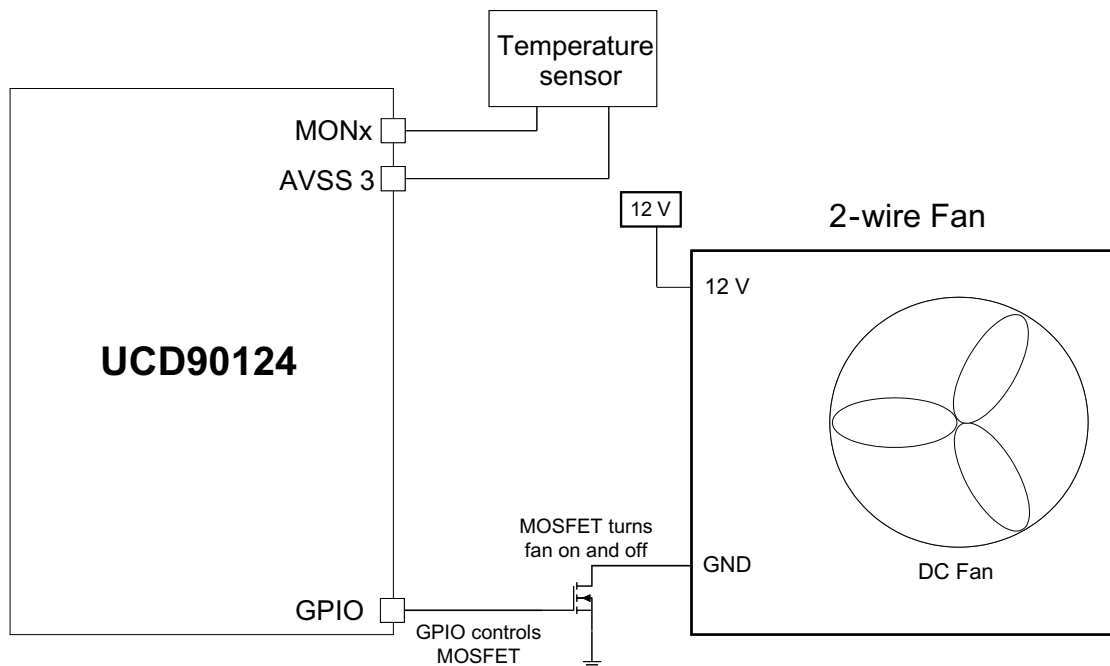 Temperature
sensor
MONx
AVSS 3
12 V
2-wire Fan
12 V
UCD90124
MOSFET turns
fan on and off
GND
DC Fan
GPIO
GPIO controls
MOSFET